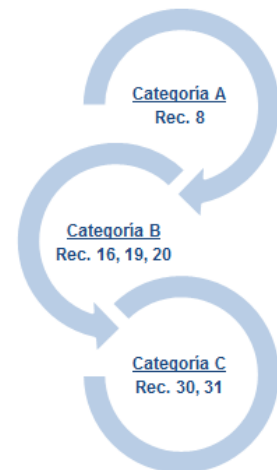 Categoría A
Rec. 8
Categoría B
Rec. 16, 19, 20
Categoría C
Rec. 30, 31